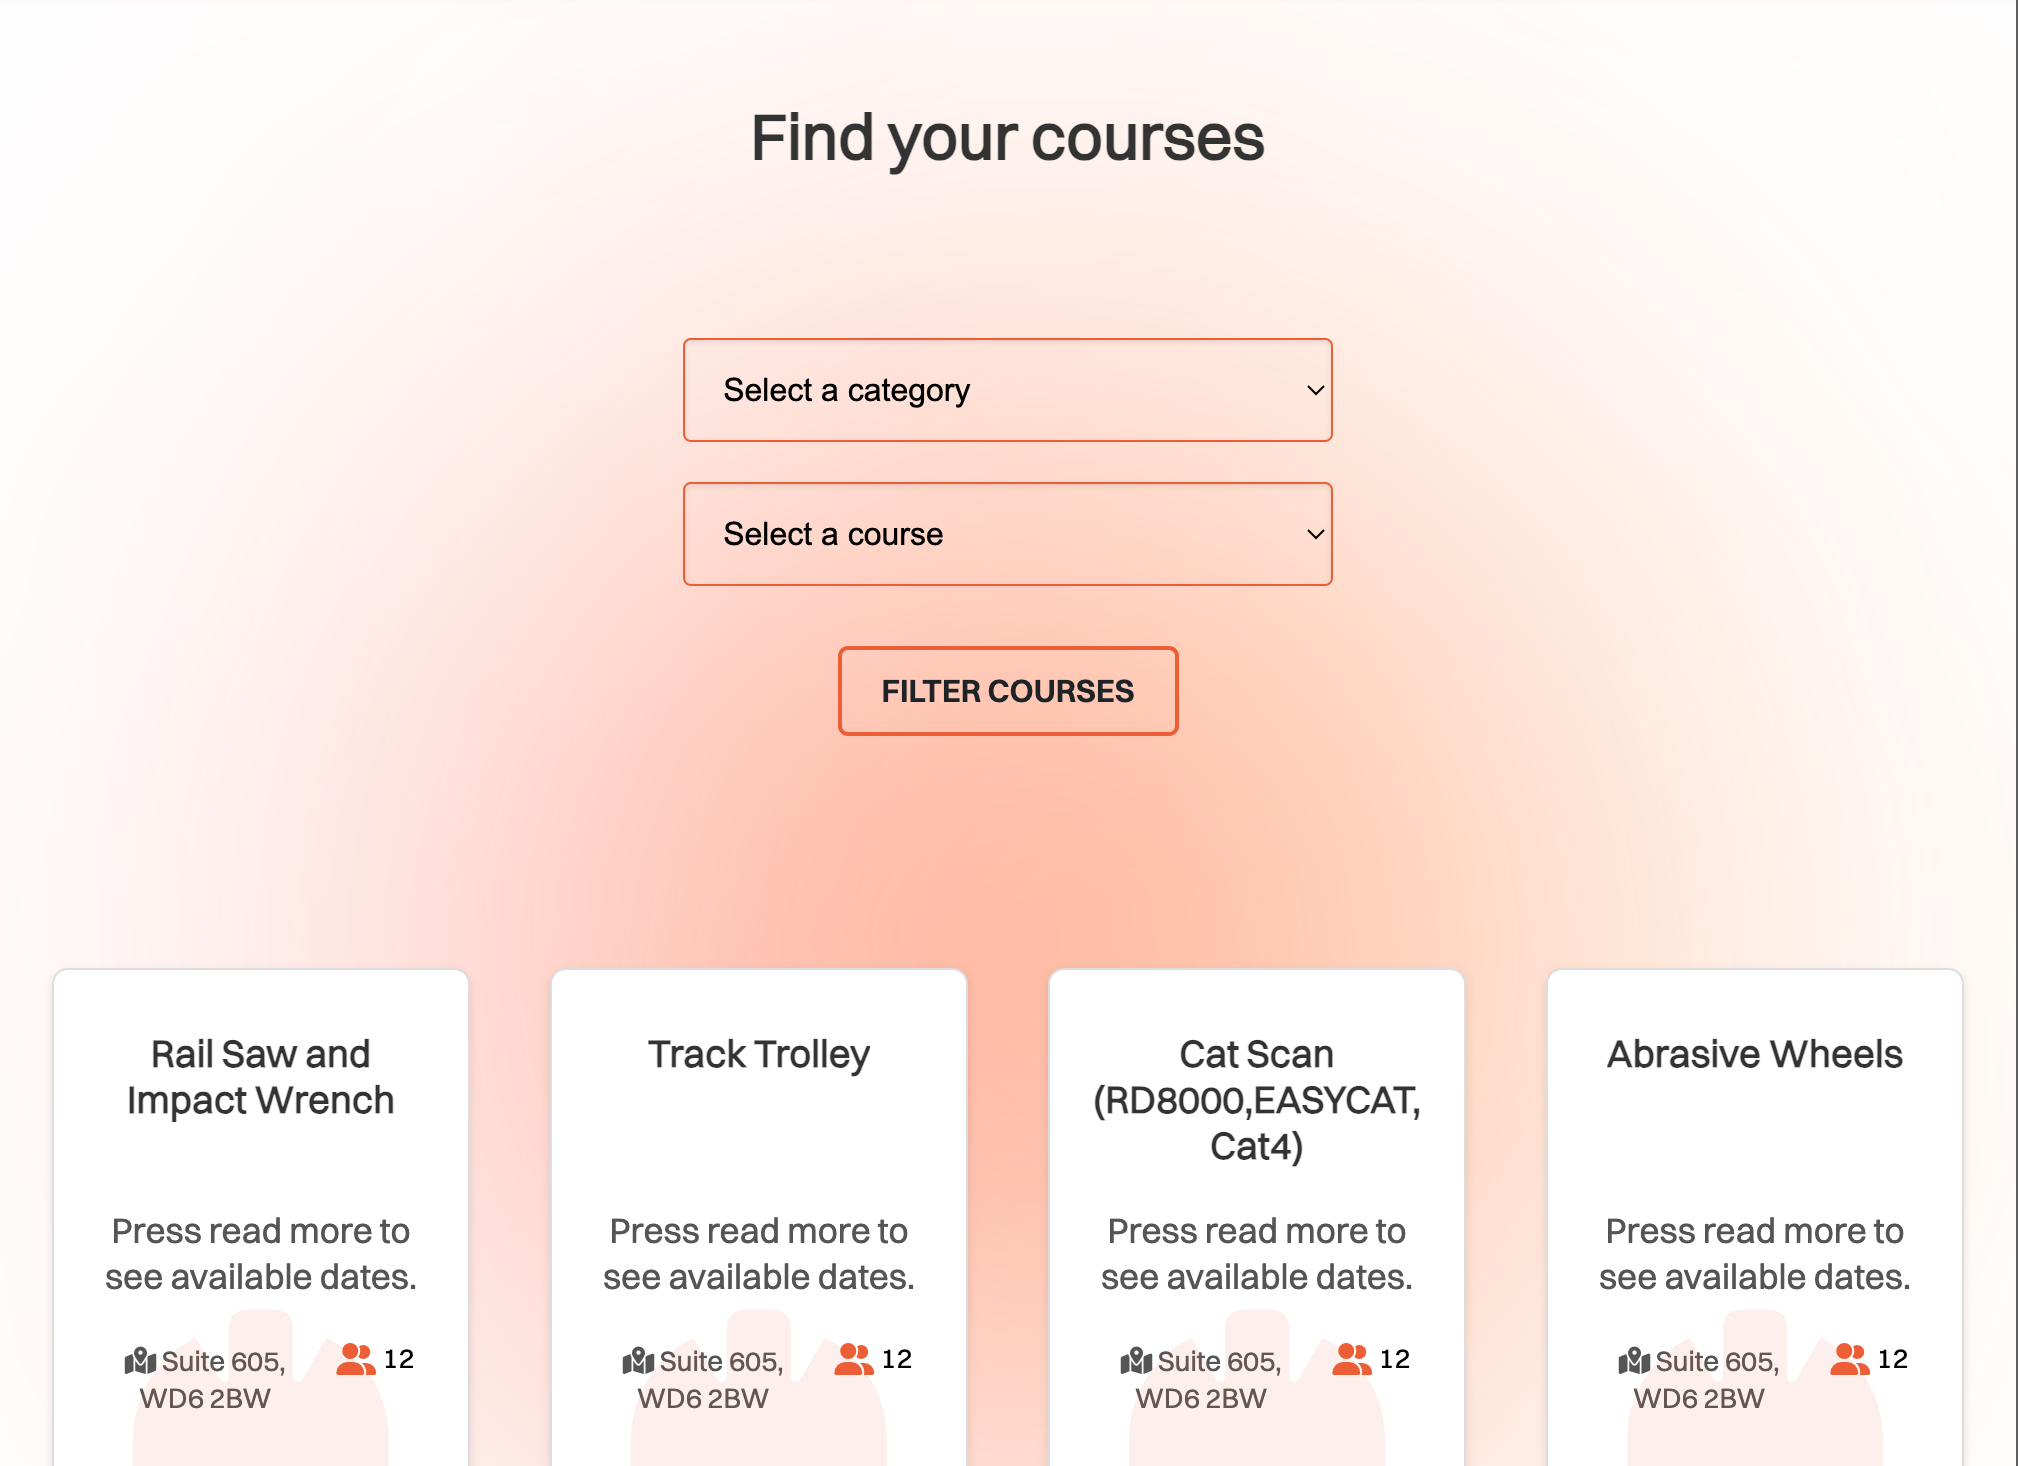 Find your courses
Select a category
Select a course
FILTER COURSES
Rail Saw and
Impact Wrench
Press read more to
see available dates.
Suite 605,
WD6 2BW
12
Track Trolley
Press read more to
see available dates.
Suite 605,
WD6 2BW
12
Cat Scan
(RD8000,EASYCAT,
Cat4)
Press read more to
see available dates.
Suite 605,
WD6 2BW
12
Abrasive Wheels
Press read more to
see available dates.
Suite 605,
WD6 2BW
12